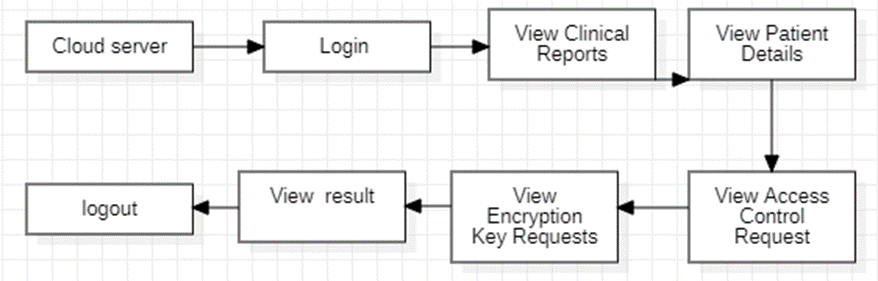 Cloud server
Login
View Clinical
Reports
View Patient
Details
View Access
Control
Request
View
Encryption
Key Requests
View  result
logout